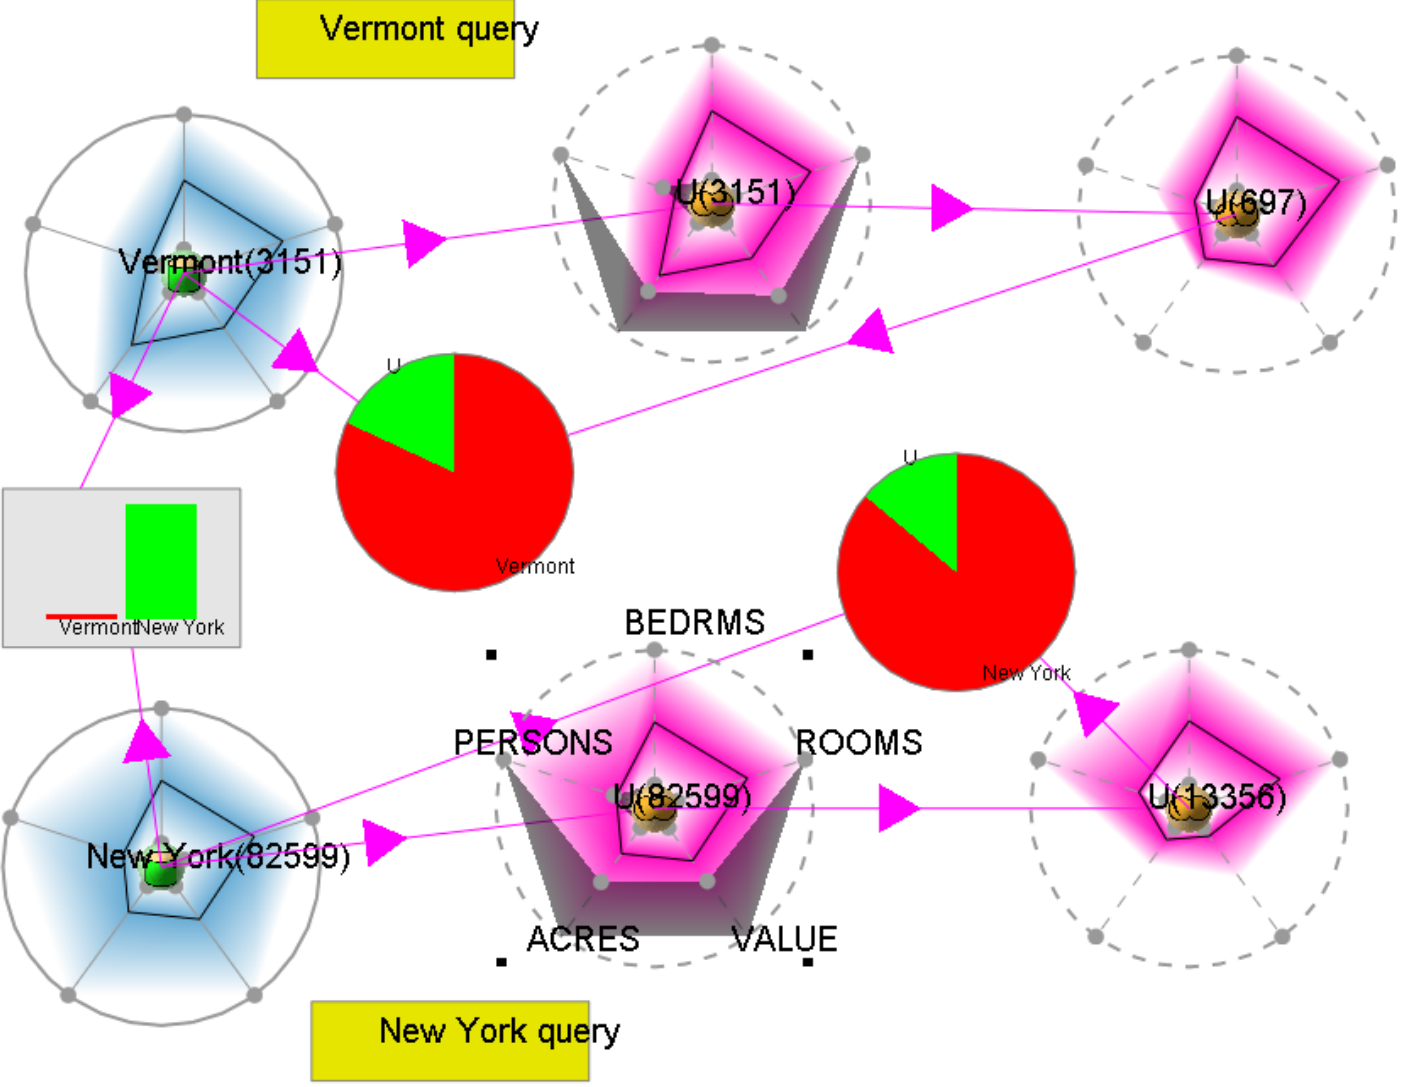 Vermont query
U(3151)
U(697)
Vermont(3151)
U
Vermont
U
New York
Vermont
New York
BEDRMS
PERSONS
ROOMS
U(82599)
U(13356)
New York(82599)
ACRES
VALUE
New York query